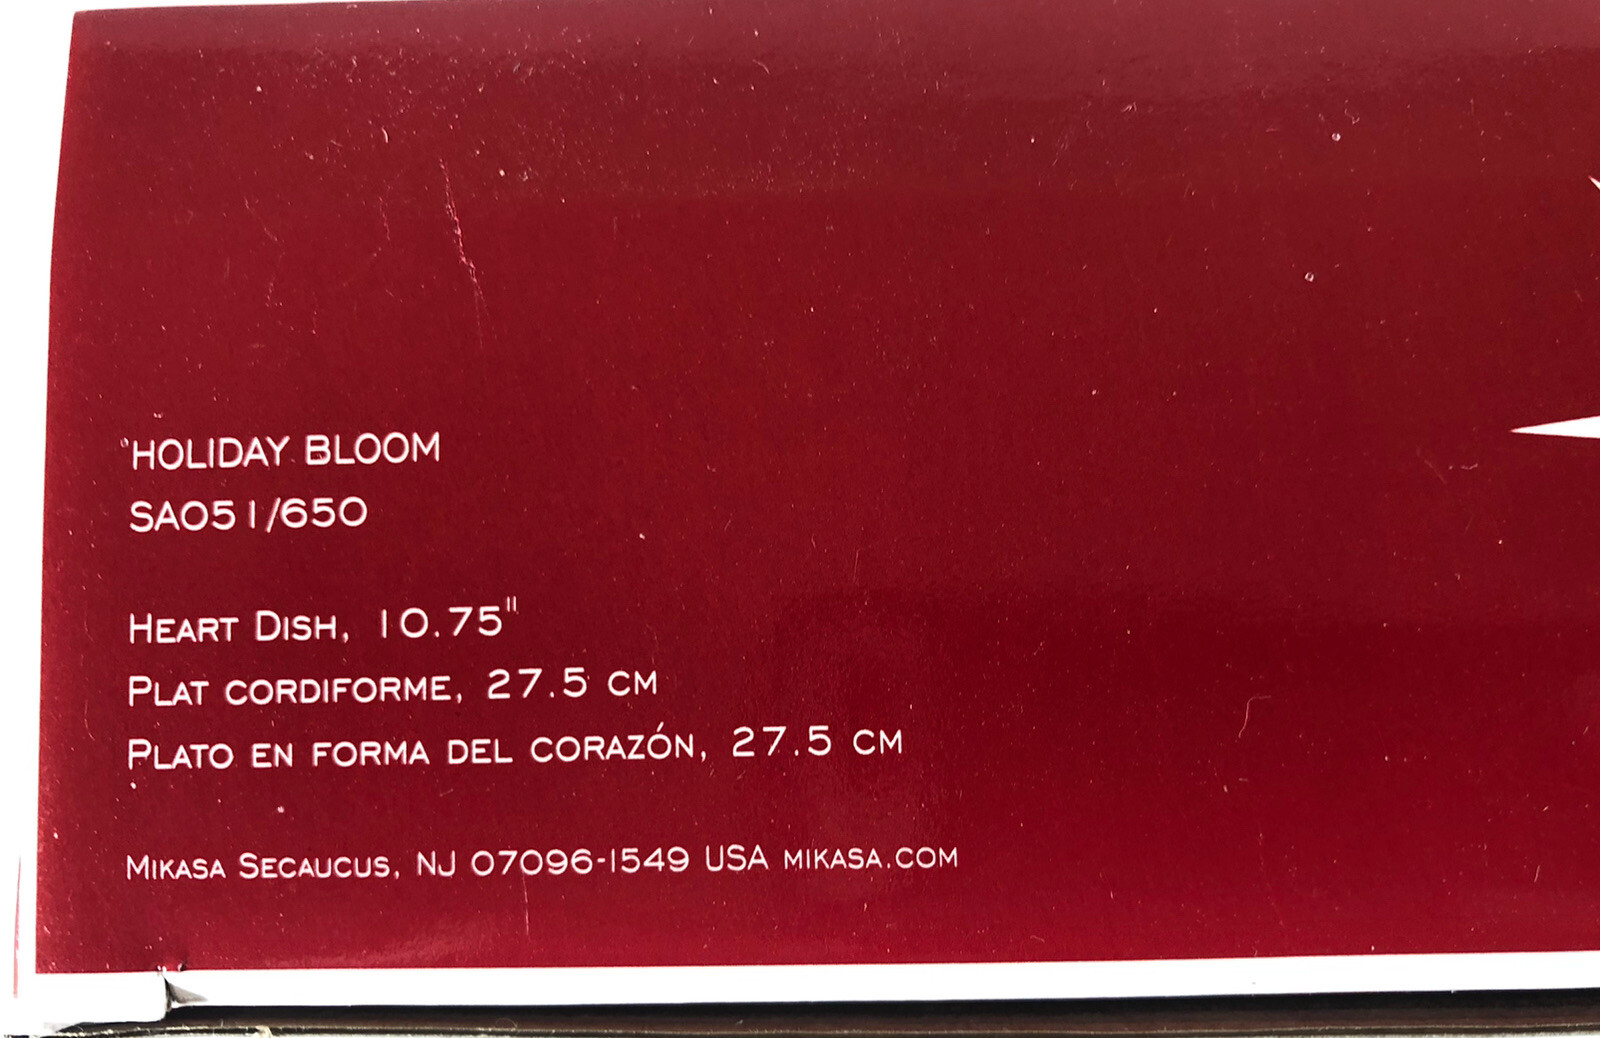 HOLIDAY BLOOM
SA051/650
HEART DISH, 10.75"
PLAT CORDIFORME, 27.5 CM
PLATO EN FORMA DEL CORAZÓN, 27.5 CM
MIKASA SECAUCUS, NJ 07096-1549 USA MIKASA.COM